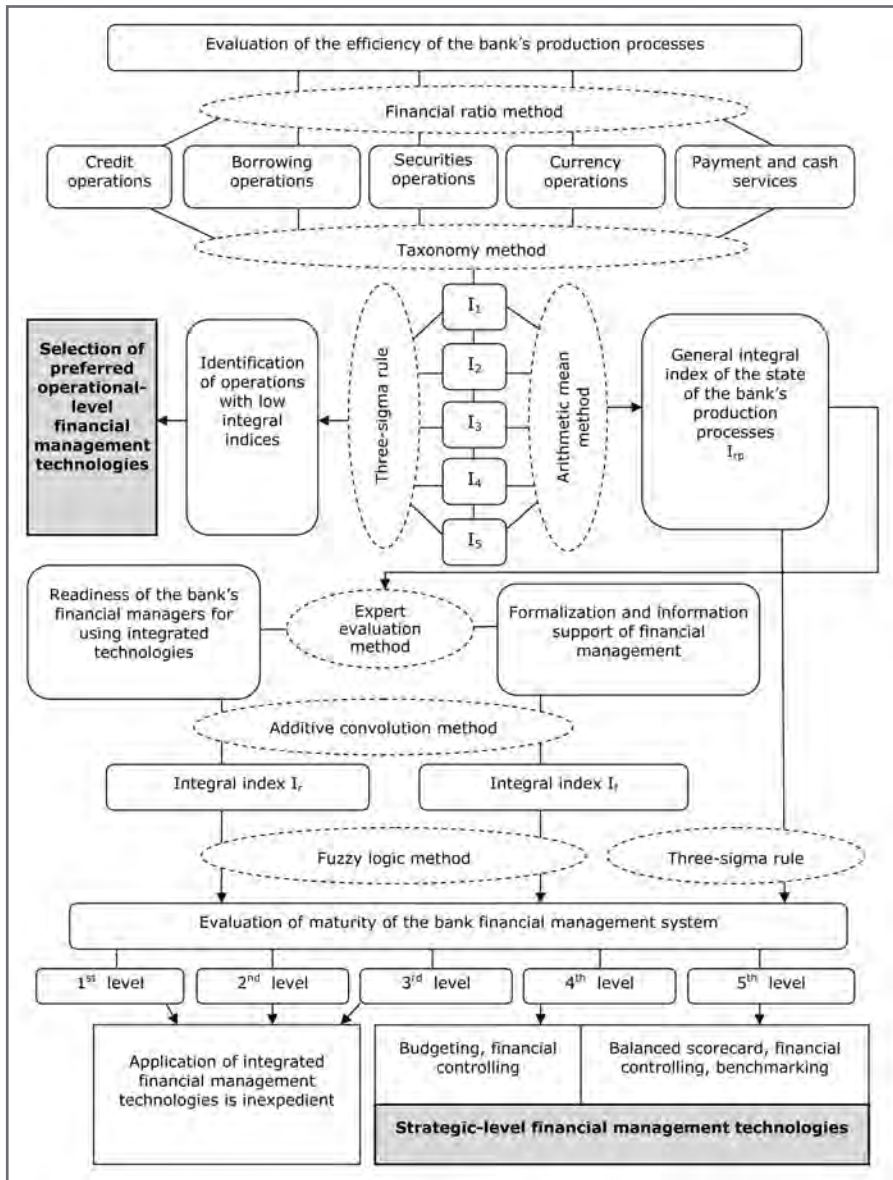 Evaluation of the efficiency of the bank's production processes
Financial ratio method
Credit
operations
Borrowing
operations
Securities
operations
Currency
operations
Payment and cash
services
Taxonomy method
Selection of
preferred
operational-
level
financial
management
technologies
Identification
of operations
with low
integral
indices
Three-sigma rule
I1
I2
I3
I4
I5
Arithmetic mean
method
General integral
index of the state
of the bank's
production
processes
Irp
Readiness of the bank's
financial managers for
using integrated
technologies
Expert
evaluation
method
Formalization and information
support of financial
management
Additive convolution method
Integral index Ir
Integral index If
Fuzzy logic method
Three-sigma rule
Evaluation of maturity of the bank financial management system
1st level
2nd level
3rd level
4th level
5th level
Application of integrated
financial management
technologies is inexpedient
Budgeting, financial
controlling
Balanced scorecard, financial
controlling, benchmarking
Strategic-level financial management technologies